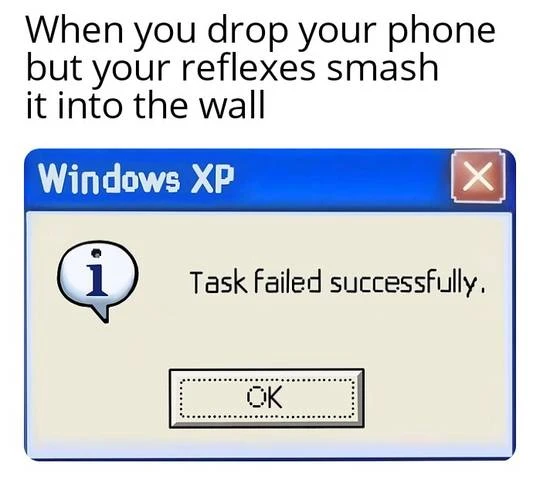 When you drop your phone
but your reflexes smash
it into the wall
Windows XP
i
Task failed successfully.
OK